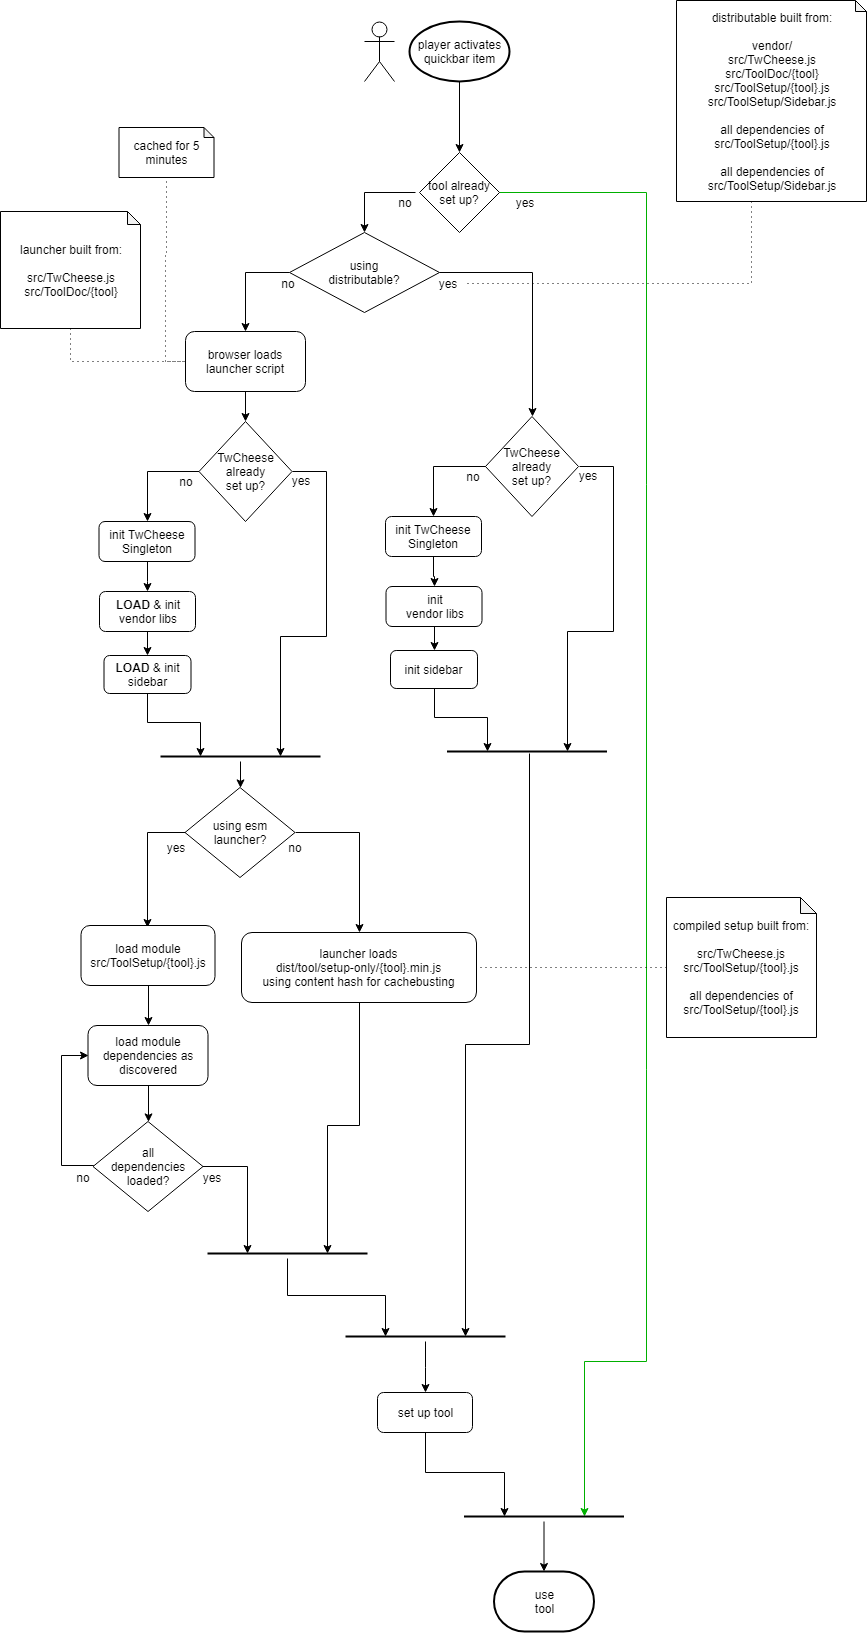 player activates
quickbar item
distributable built from:
vendor/
src/TwCheese.js
src/ToolDoc/{tool}
src/ToolSetup/{tool}.js
src/ToolSetup/Sidebar.js
all dependencies of
src/ToolSetup/{tool}.js
all dependencies of
src/ToolSetup/Sidebar.js
cached for 5
minutes
tool already
set up?
no
yes
launcher built from:
src/TwCheese.js
src/ToolDoc/{tool}
using
distributable?
no
yes
browser loads
launcher script
TwCheese
already
set up?
no
yes
TwCheese
already
set up?
no
yes
init TwCheese
Singleton
init TwCheese
Singleton
LOAD & init
vendor libs
init
vendor libs
LOAD & init
sidebar
init sidebar
using esm
launcher?
yes
no
load module
src/ToolSetup/{tool}.js
launcher loads
dist/tool/setup-only/{tool}.min.js
using content hash for cachebusting
compiled setup built from:
src/TwCheese.js
src/ToolSetup/{tool}.js
all dependencies of
src/ToolSetup/{tool}.js
load module
dependencies as
discovered
all
dependencies
loaded?
no
yes
set up tool
use
tool